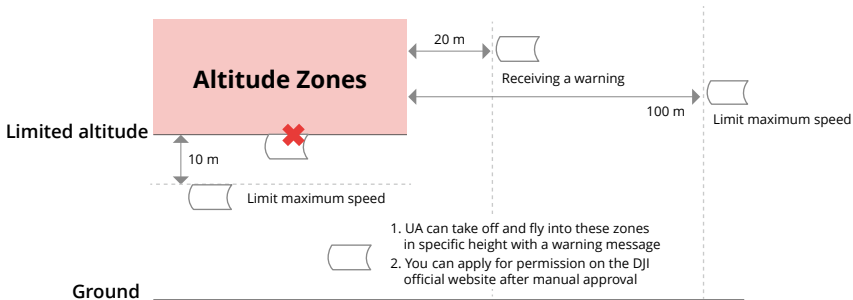 20 m
Altitude Zones
Receiving a warning
100 m
Limit maximum speed
Limited altitude
10 m
Limit maximum speed
1. UA can take off and fly into these zones
in specific height with a warning message
2. You can apply for permission on the DJI
official website after manual approval
Ground